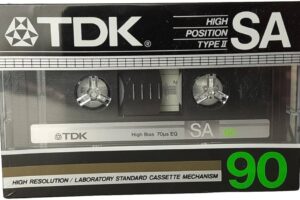 TDK®
HIGH
POSITION
TYPE II
SA
TDK
High Bias 70µs EQ
SA
90
HIGH RESOLUTION / LABORATORY STANDARD CASSETTE MECHANISM
90